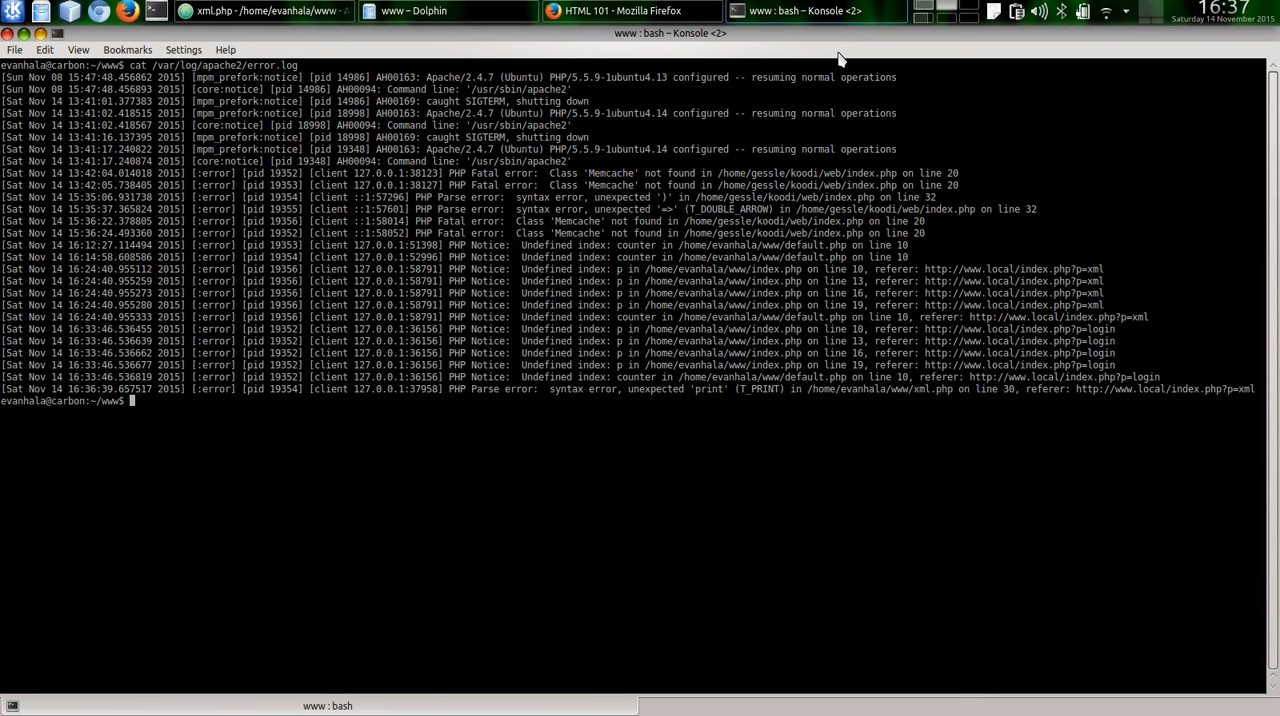 xml.php - /home/evanhala/www - A
www – Dolphin
HTML 101 - Mozilla Firefox
www : bash – Konsole <2>
16:37
Saturday 14 November 2015
www : bash – Konsole <2>
File Edit View Bookmarks Settings Help
evanhala@carbon:~/www$ cat /var/log/apache2/error.log
[Sun Nov 08 15:47:48.456862 2015] [mpm_prefork:notice] [pid 14986] AH00163: Apache/2.4.7 (Ubuntu) PHP/5.5.9-1ubuntu4.13 configured -- resuming normal operations
[Sun Nov 08 15:47:48.456893 2015] [core:notice] [pid 14986] AH00094: Command line: '/usr/sbin/apache2'
[Sat Nov 14 13:41:01.377383 2015] [mpm_prefork:notice] [pid 14986] AH00169: caught SIGTERM, shutting down
[Sat Nov 14 13:41:02.418515 2015] [mpm_prefork:notice] [pid 18998] AH00163: Apache/2.4.7 (Ubuntu) PHP/5.5.9-1ubuntu4.14 configured -- resuming normal operations
[Sat Nov 14 13:41:02.418567 2015] [core:notice] [pid 18998] AH00094: Command line: '/usr/sbin/apache2'
[Sat Nov 14 13:41:16.137395 2015] [mpm_prefork:notice] [pid 18998] AH00169: caught SIGTERM, shutting down
[Sat Nov 14 13:41:17.240822 2015] [mpm_prefork:notice] [pid 19348] AH00163: Apache/2.4.7 (Ubuntu) PHP/5.5.9-1ubuntu4.14 configured -- resuming normal operations
[Sat Nov 14 13:41:17.240874 2015] [core:notice] [pid 19348] AH00094: Command line: '/usr/sbin/apache2'
[Sat Nov 14 13:42:04.014018 2015] [:error] [pid 19352] [client 127.0.0.1:38123] PHP Fatal error:  Class 'Memcache' not found in /home/gessle/koodi/web/index.php on line 20
[Sat Nov 14 13:42:05.738405 2015] [:error] [pid 19353] [client 127.0.0.1:38127] PHP Fatal error:  Class 'Memcache' not found in /home/gessle/koodi/web/index.php on line 20
[Sat Nov 14 15:35:06.931738 2015] [:error] [pid 19356] [client ::1:57296] PHP Parse error:  syntax error, unexpected ')' in /home/gessle/koodi/web/index.php on line 32
[Sat Nov 14 15:35:37.365824 2015] [:error] [pid 19355] [client ::1:57601] PHP Parse error:  syntax error, unexpected '=>' (T_DOUBLE_ARROW) in /home/gessle/koodi/web/index.php on line 32
[Sat Nov 14 15:36:22.378805 2015] [:error] [pid 19354] [client ::1:58014] PHP Fatal error:  Class 'Memcache' not found in /home/gessle/koodi/web/index.php on line 20
[Sat Nov 14 15:36:24.493360 2015] [:error] [pid 19352] [client ::1:58052] PHP Fatal error:  Class 'Memcache' not found in /home/gessle/koodi/web/index.php on line 20
[Sat Nov 14 16:12:27.114494 2015] [:error] [pid 19353] [client 127.0.0.1:51398] PHP Notice:  Undefined index: counter in /home/evanhala/www/default.php on line 10
[Sat Nov 14 16:14:58.608586 2015] [:error] [pid 19354] [client 127.0.0.1:52996] PHP Notice:  Undefined index: counter in /home/evanhala/www/default.php on line 10
[Sat Nov 14 16:24:40.955112 2015] [:error] [pid 19356] [client 127.0.0.1:58791] PHP Notice:  Undefined index: p in /home/evanhala/www/index.php on line 10, referer: http://www.local/index.php?p=xml
[Sat Nov 14 16:24:40.955259 2015] [:error] [pid 19356] [client 127.0.0.1:58791] PHP Notice:  Undefined index: p in /home/evanhala/www/index.php on line 13, referer: http://www.local/index.php?p=xml
[Sat Nov 14 16:24:40.955273 2015] [:error] [pid 19356] [client 127.0.0.1:58791] PHP Notice:  Undefined index: p in /home/evanhala/www/index.php on line 16, referer: http://www.local/index.php?p=xml
[Sat Nov 14 16:24:40.955280 2015] [:error] [pid 19356] [client 127.0.0.1:58791] PHP Notice:  Undefined index: p in /home/evanhala/www/index.php on line 19, referer: http://www.local/index.php?p=xml
[Sat Nov 14 16:24:40.955333 2015] [:error] [pid 19356] [client 127.0.0.1:58791] PHP Notice:  Undefined index: counter in /home/evanhala/www/default.php on line 10, referer: http://www.local/index.php?p=xml
[Sat Nov 14 16:33:46.536455 2015] [:error] [pid 19352] [client 127.0.0.1:36156] PHP Notice:  Undefined index: p in /home/evanhala/www/index.php on line 10, referer: http://www.local/index.php?p=login
[Sat Nov 14 16:33:46.536639 2015] [:error] [pid 19352] [client 127.0.0.1:36156] PHP Notice:  Undefined index: p in /home/evanhala/www/index.php on line 13, referer: http://www.local/index.php?p=login
[Sat Nov 14 16:33:46.536662 2015] [:error] [pid 19352] [client 127.0.0.1:36156] PHP Notice:  Undefined index: p in /home/evanhala/www/index.php on line 16, referer: http://www.local/index.php?p=login
[Sat Nov 14 16:33:46.536677 2015] [:error] [pid 19352] [client 127.0.0.1:36156] PHP Notice:  Undefined index: p in /home/evanhala/www/index.php on line 19, referer: http://www.local/index.php?p=login
[Sat Nov 14 16:33:46.536819 2015] [:error] [pid 19352] [client 127.0.0.1:36156] PHP Notice:  Undefined index: counter in /home/evanhala/www/default.php on line 10, referer: http://www.local/index.php?p=login
[Sat Nov 14 16:36:39.657517 2015] [:error] [pid 19354] [client 127.0.0.1:37958] PHP Parse error:  syntax error, unexpected 'print' (T_PRINT) in /home/evanhala/www/xml.php on line 30, referer: http://www.local/index.php?p=xml
evanhala@carbon:~/www$
www : bash